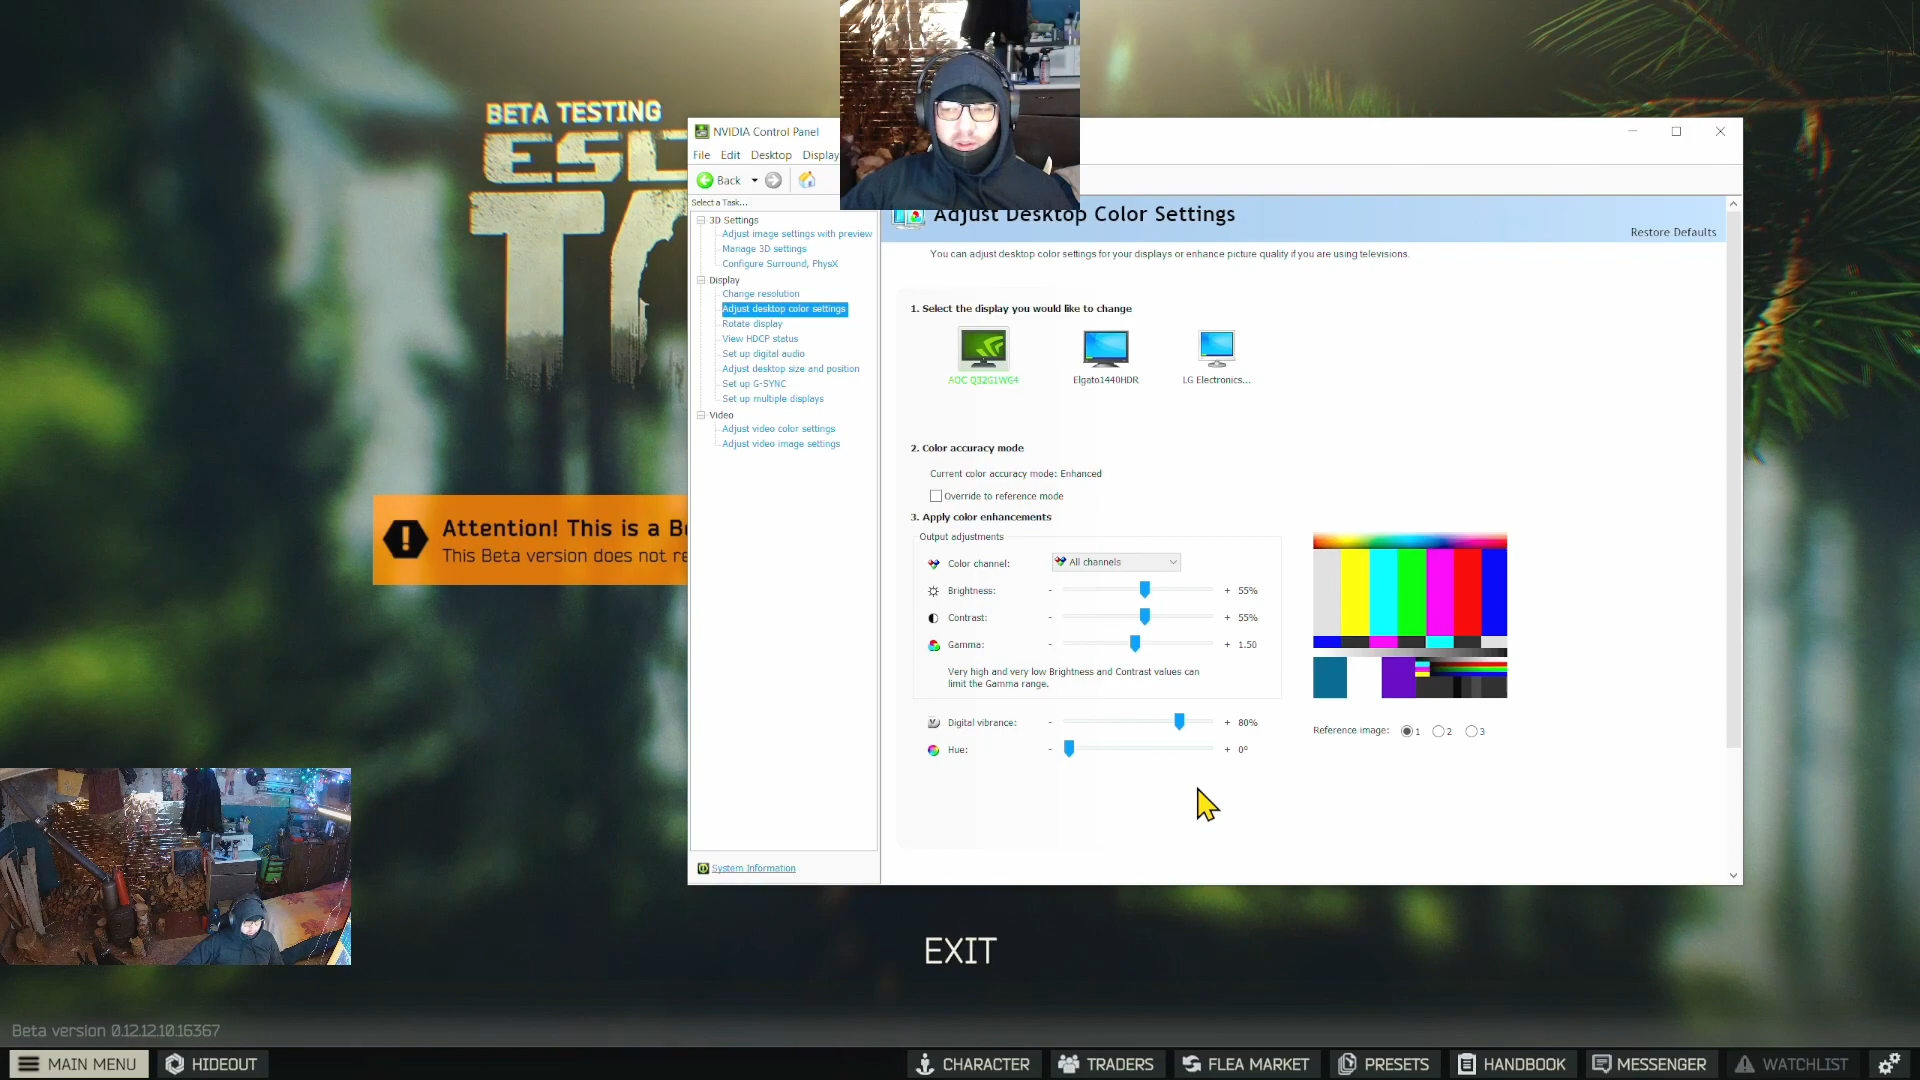 BETA TESTING
NVIDIA Control Panel
File Edit Desktop Display
Back
Select a Task...
3D Settings
Adjust image settings with preview
Manage 3D settings
Configure Surround, PhysX
Display
Change resolution
Adjust desktop color settings
Rotate display
View HDCP status
Set up digital audio
Adjust desktop size and position
Set up G-SYNC
Set up multiple displays
Video
Adjust video color settings
Adjust video image settings
System Information
Adjust Desktop Color Settings
Restore Defaults
You can adjust desktop color settings for your displays or enhance picture quality if you are using televisions.
1. Select the display you would like to change
AOC Q32G1WG4 Elgato1440HDR LG Electronics...
2. Color accuracy mode
Current color accuracy mode: Enhanced
Override to reference mode
3. Apply color enhancements
Output adjustments
Color channel: All channels
Brightness: - + 55%
Contrast: - + 55%
Gamma: - + 1.50
Very high and very low Brightness and Contrast values can
limit the Gamma range.
Digital vibrance: - + 80%
Hue: - + 0°
Reference image: 1 2 3
Attention! This is a B
This Beta version does not re
EXIT
Beta version 0.12.12.10.16367
MAIN MENU HIDEOUT CHARACTER TRADERS FLEA MARKET PRESETS HANDBOOK MESSENGER WATCHLIST